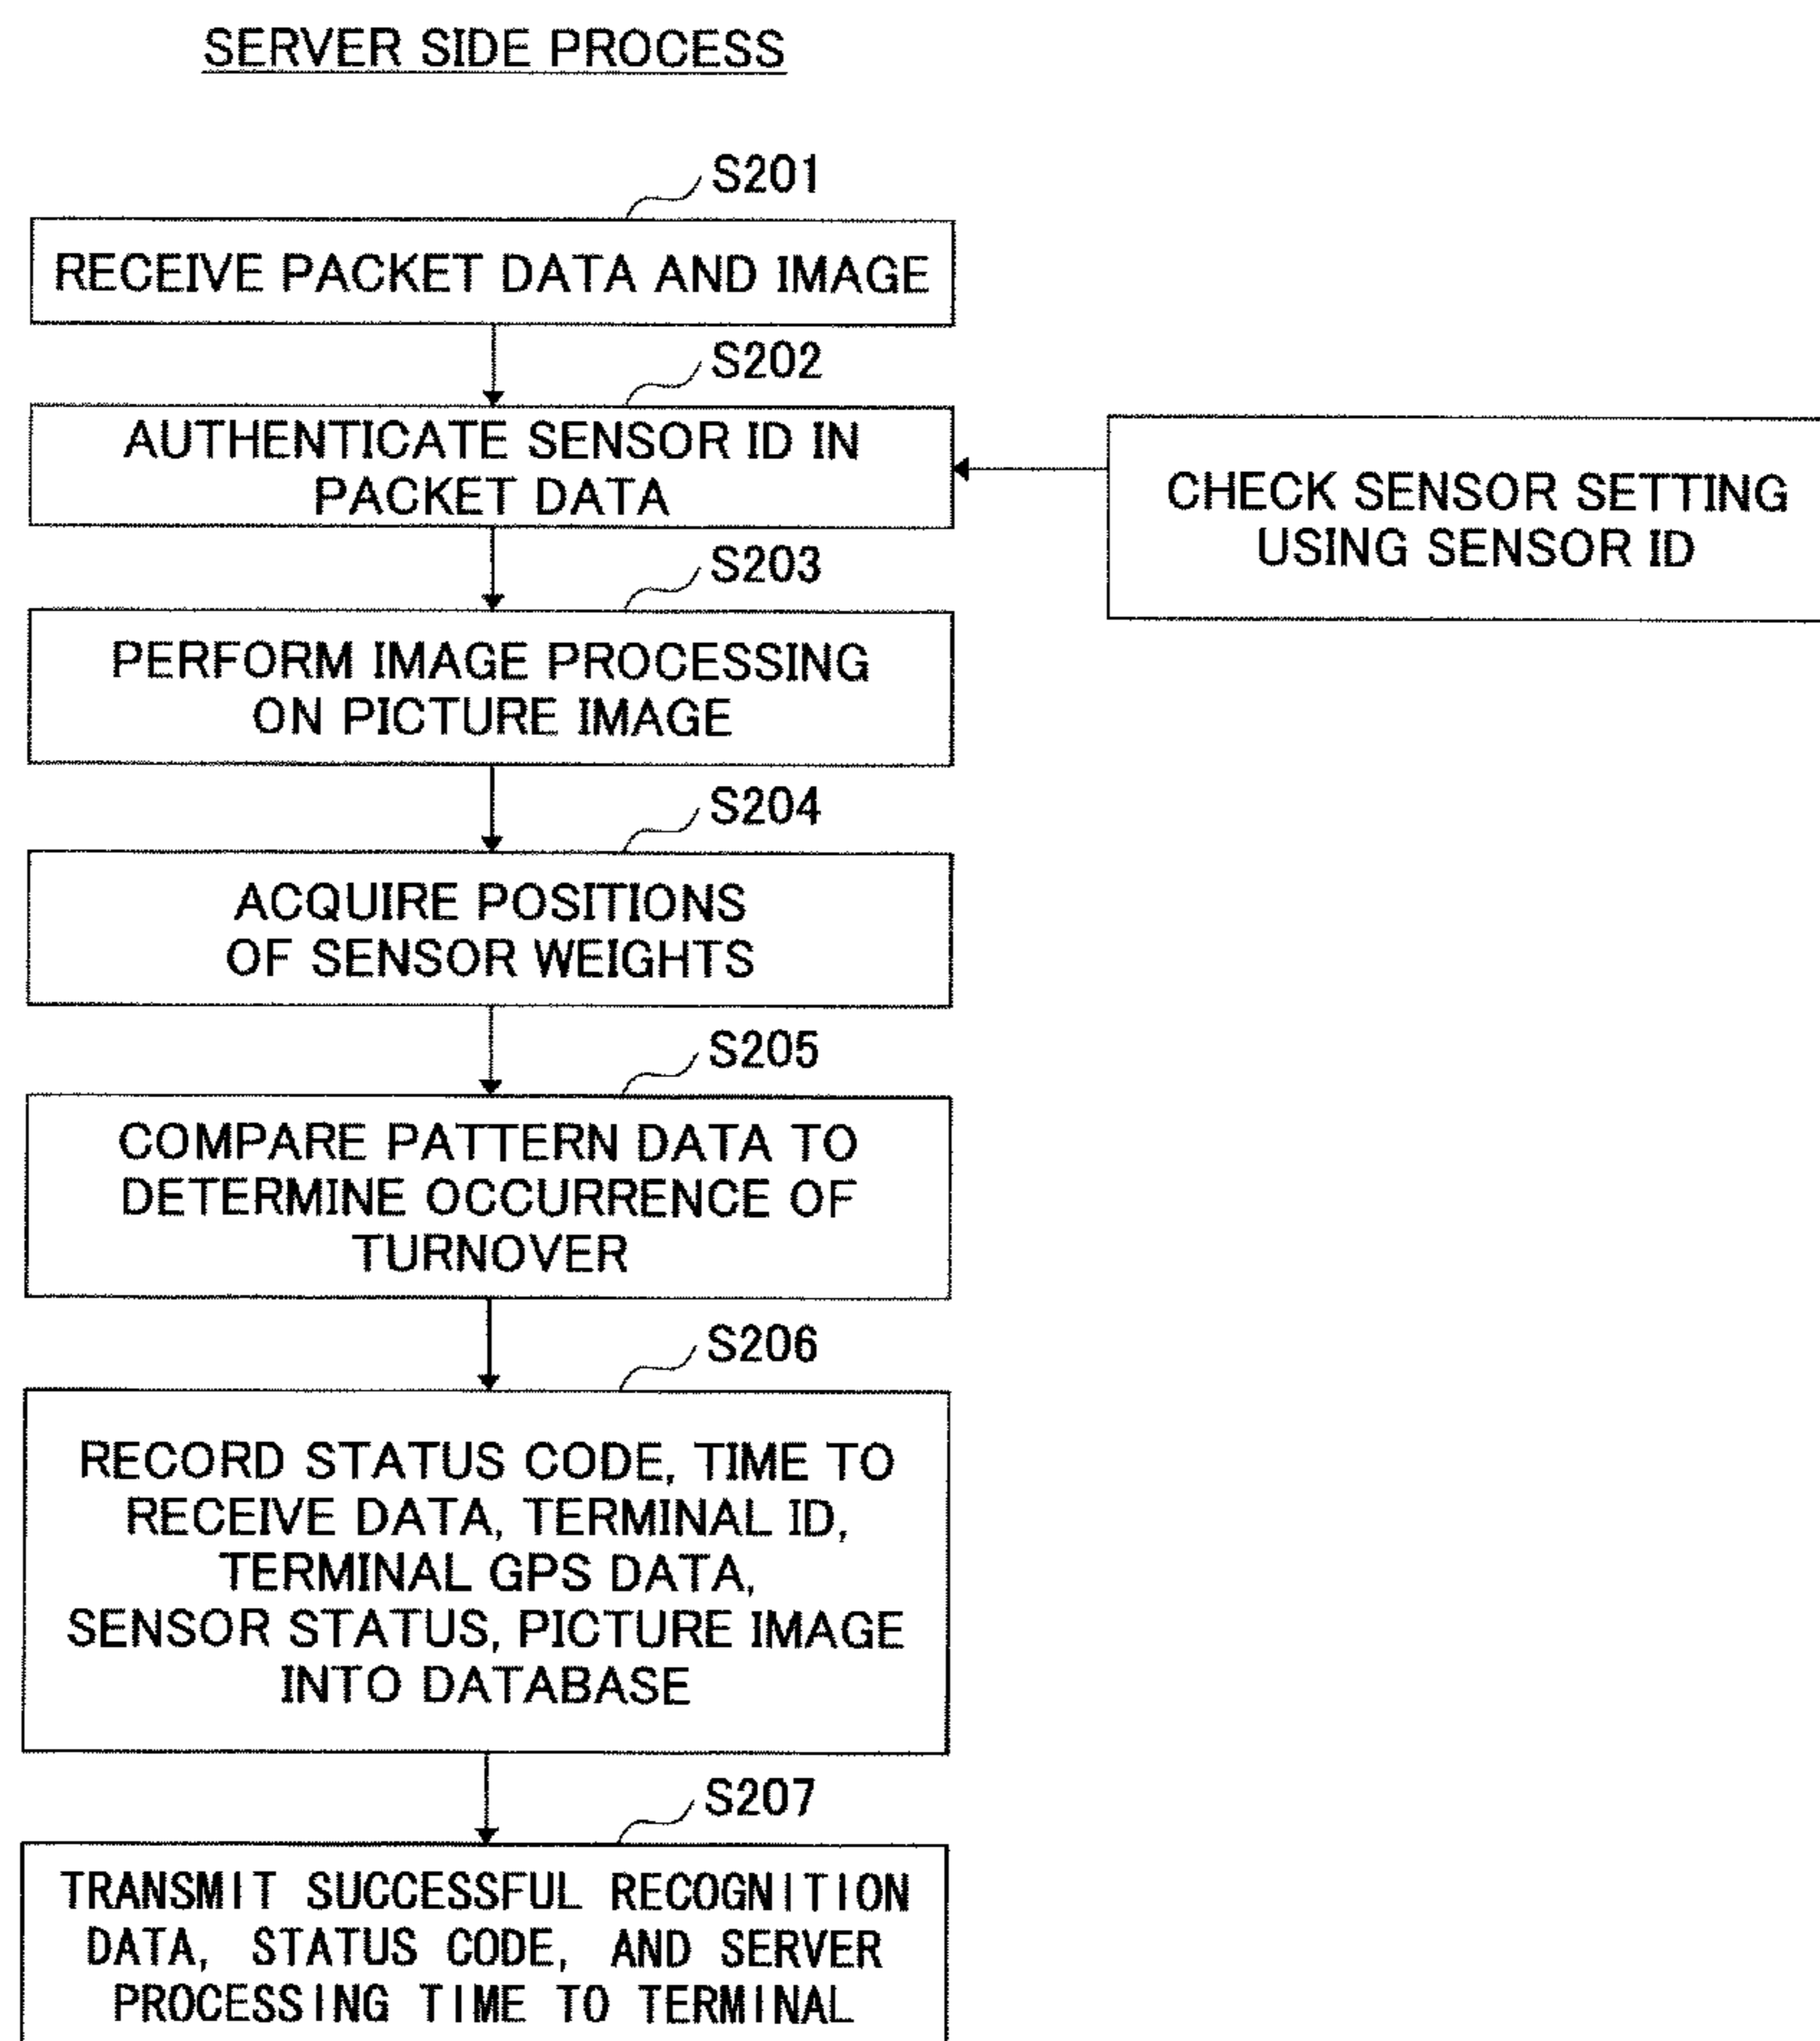 SERVER SIDE PROCESS
S201
RECEIVE PACKET DATA AND IMAGE
S202
AUTHENTICATE SENSOR ID IN
PACKET DATA
CHECK SENSOR SETTING
USING SENSOR ID
S203
PERFORM IMAGE PROCESSING
ON PICTURE IMAGE
S204
ACQUIRE POSITIONS
OF SENSOR WEIGHTS
S205
COMPARE PATTERN DATA TO
DETERMINE OCCURRENCE OF
TURNOVER
S206
RECORD STATUS CODE, TIME TO
RECEIVE DATA, TERMINAL ID,
TERMINAL GPS DATA,
SENSOR STATUS, PICTURE IMAGE
INTO DATABASE
S207
TRANSMIT SUCCESSFUL RECOGNITION
DATA, STATUS CODE, AND SERVER
PROCESSING TIME TO TERMINAL